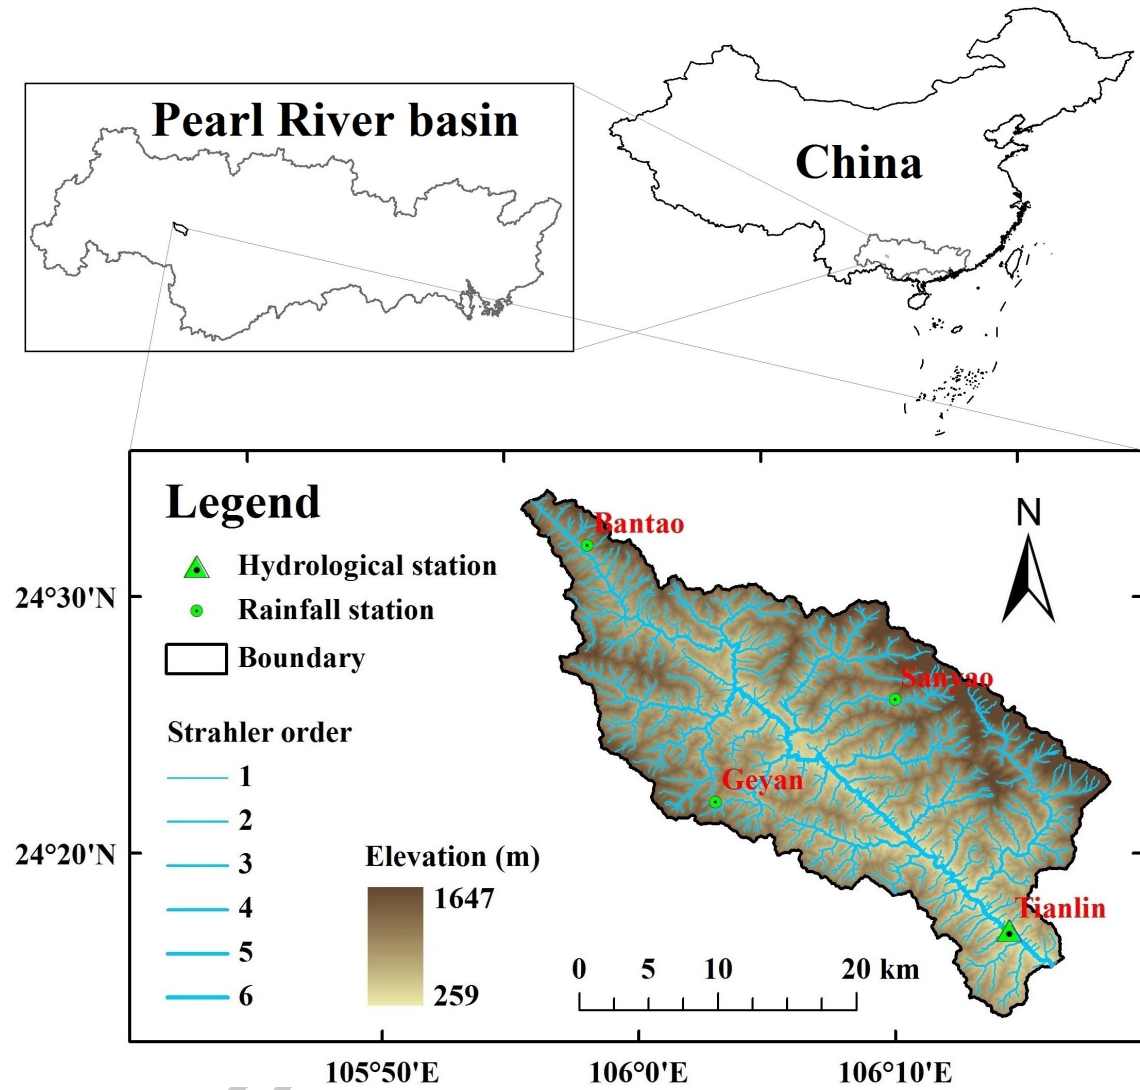 Pearl River basin
China
Legend
Hydrological station
Rainfall station
Boundary
Strahler order
1
2
3
4
5
6
Elevation (m)
1647
259
N
Bantao
Sanyao
Geyan
Tianlin
0 5 10 20 km
24°30'N
24°20'N
105°50'E 106°0'E 106°10'E